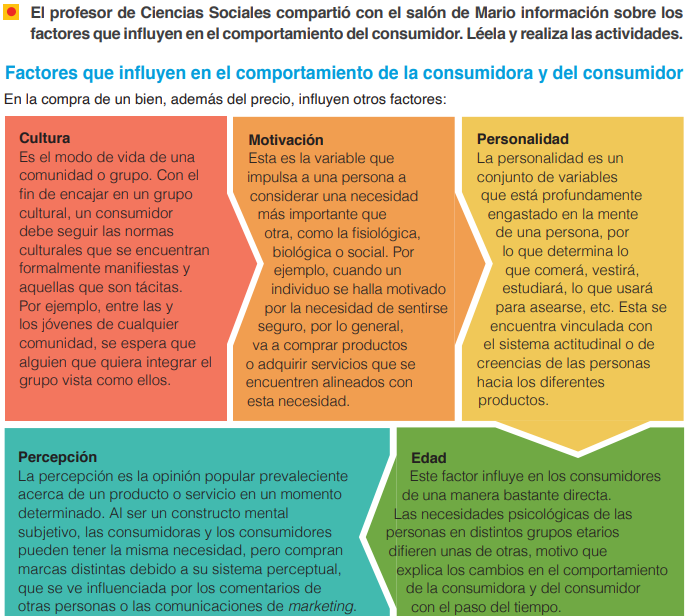 El profesor de Ciencias Sociales compartió con el salón de Mario información sobre los
factores que influyen en el comportamiento del consumidor. Léela y realiza las actividades.
Factores que influyen en el comportamiento de la consumidora y del consumidor
En la compra de un bien, además del precio, influyen otros factores:
Cultura
Es el modo de vida de una
comunidad o grupo. Con el
fin de encajar en un grupo
cultural, un consumidor
debe seguir las normas
culturales que se encuentran
formalmente manifiestas y
aquellas que son tácitas.
Por ejemplo, entre las y
los jóvenes de cualquier
comunidad, se espera que
alguien que quiera integrar el
grupo vista como ellos.
Motivación
Esta es la variable que
impulsa a una persona a
considerar una necesidad
más importante que
otra, como la fisiológica,
biológica o social. Por
ejemplo, cuando un
individuo se halla motivado
por la necesidad de sentirse
seguro, por lo general,
va a comprar productos
o adquirir servicios que se
encuentren alineados con
esta necesidad.
Personalidad
La personalidad es un
conjunto de variables
que está profundamente
engastado en la mente
de una persona, por
lo que determina lo
que comerá, vestirá,
estudiará, lo que usará
para asearse, etc. Esta se
encuentra vinculada con
el sistema actitudinal o de
creencias de las personas
hacia los diferentes
productos.
Percepción
La percepción es la opinión popular prevaleciente
acerca de un producto o servicio en un momento
determinado. Al ser un constructo mental
subjetivo, las consumidoras y los consumidores
pueden tener la misma necesidad, pero compran
marcas distintas debido a su sistema perceptual,
que se ve influenciada por los comentarios de
otras personas o las comunicaciones de marketing.
Edad
Este factor influye en los consumidores
de una manera bastante directa.
Las necesidades psicológicas de las
personas en distintos grupos etarios
difieren unas de otras, motivo que
explica los cambios en el comportamiento
de la consumidora y del consumidor
con el paso del tiempo.